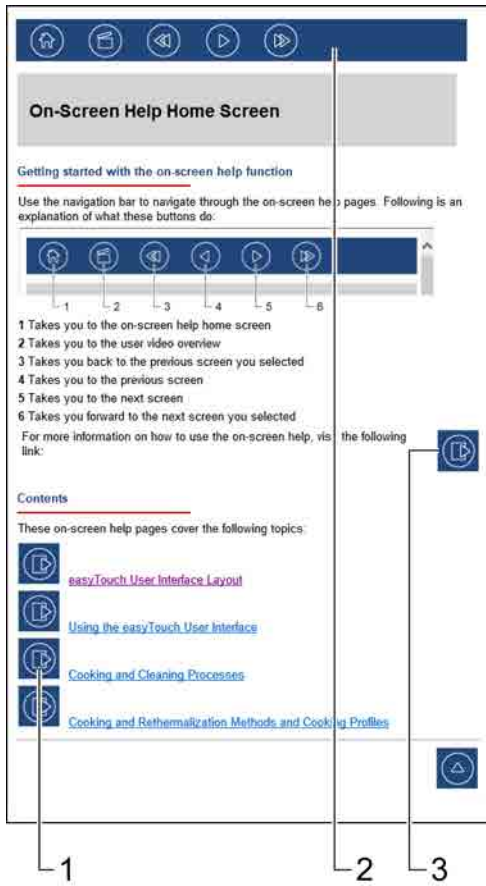 On-Screen Help Home Screen
Getting started with the on-screen help function
Use the navigation bar to navigate through the on-screen help pages. Following is an
explanation of what these buttons do:
1 2 3 4 5 6
1 Takes you to the on-screen help home screen
2 Takes you to the user video overview
3 Takes you back to the previous screen you selected
4 Takes you to the previous screen
5 Takes you to the next screen
6 Takes you forward to the next screen you selected
For more information on how to use the on-screen help, visit the following
link:
Contents
These on-screen help pages cover the following topics:
easyTouch User Interface Layout
Using the easyTouch User Interface
Cooking and Cleaning Processes
Cooking and Rethermalization Methods and Cooking Profiles
1 2 3